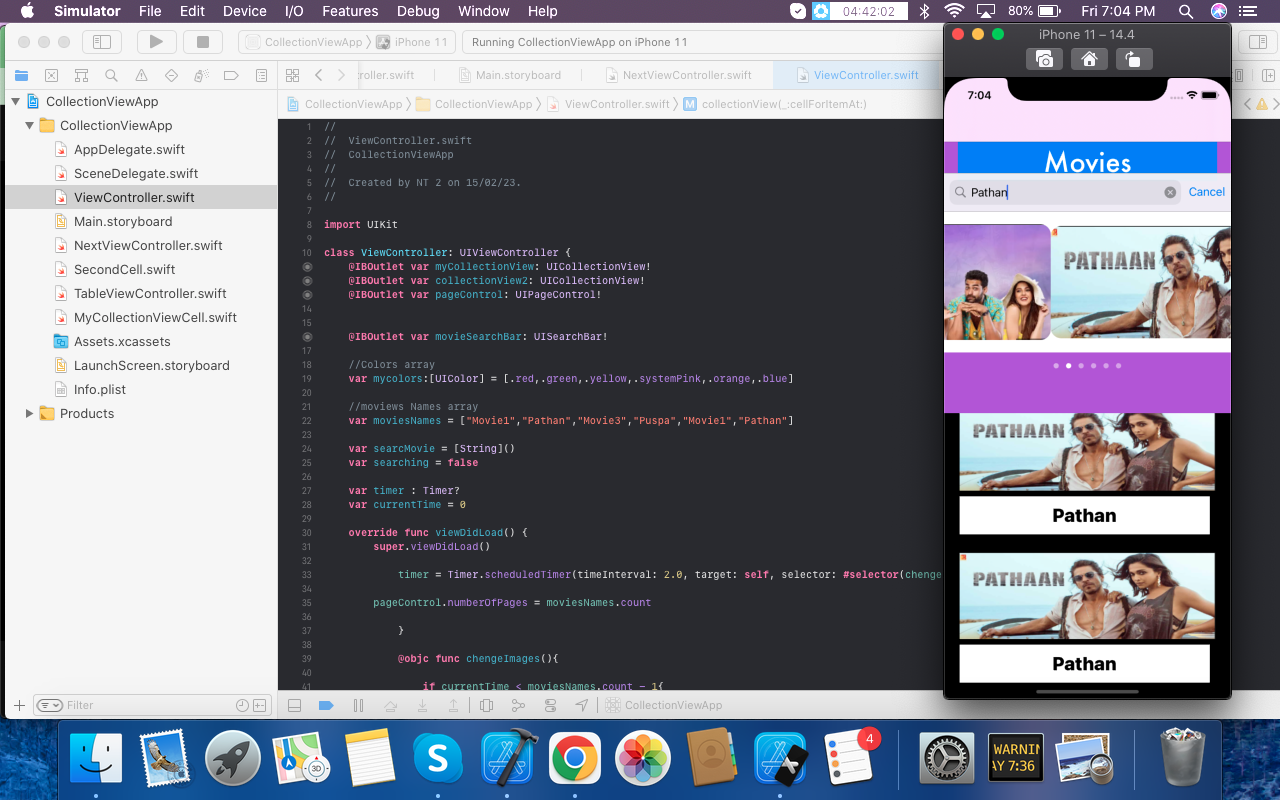 Simulator File Edit Device I/O Features Debug Window Help 04:42:02 80% Fri 7:04 PM
CollectionViewApp iPhone 11 Running CollectionViewApp on iPhone 11
roller.swift Main.storyboard NextViewController.swift ViewController.swift
CollectionViewApp CollectionViewApp ViewController.swift M collectionView(_:cellForItemAt:)
CollectionViewApp
CollectionViewApp
AppDelegate.swift
SceneDelegate.swift
ViewController.swift
Main.storyboard
NextViewController.swift
SecondCell.swift
TableViewController.swift
MyCollectionViewCell.swift
Assets.xcassets
LaunchScreen.storyboard
Info.plist
Products
Filter
1 //
2 // ViewController.swift
3 // CollectionViewApp
4 //
5 // Created by NT 2 on 15/02/23.
6 //
7
8 import UIKit
9
10 class ViewController: UIViewController {
@IBOutlet var myCollectionView: UICollectionView!
@IBOutlet var collectionView2: UICollectionView!
@IBOutlet var pageControl: UIPageControl!
14
15
@IBOutlet var movieSearchBar: UISearchBar!
17
18 //Colors array
19 var mycolors:[UIColor] = [.red,.green,.yellow,.systemPink,.orange,.blue]
20
21 //moviews Names array
22 var moviesNames = ["Movie1","Pathan","Movie3","Puspa","Movie1","Pathan"]
23
24 var searcMovie = [String]()
25 var searching = false
26
27 var timer : Timer?
28 var currentTime = 0
29
30 override func viewDidLoad() {
31 super.viewDidLoad()
32
33 timer = Timer.scheduledTimer(timeInterval: 2.0, target: self, selector: #selector(chenge
34
35 pageControl.numberOfPages = moviesNames.count
36
37 }
38
39 @objc func chengeImages(){
40
41 if currentTime < moviesNames.count - 1{
CollectionViewApp
iPhone 11 – 14.4
7:04
Movies
Pathan Cancel
PATHAAN
PATHAAN
Pathan
PATHAAN
Pathan
3D
4
WARNIN
AY 7:36